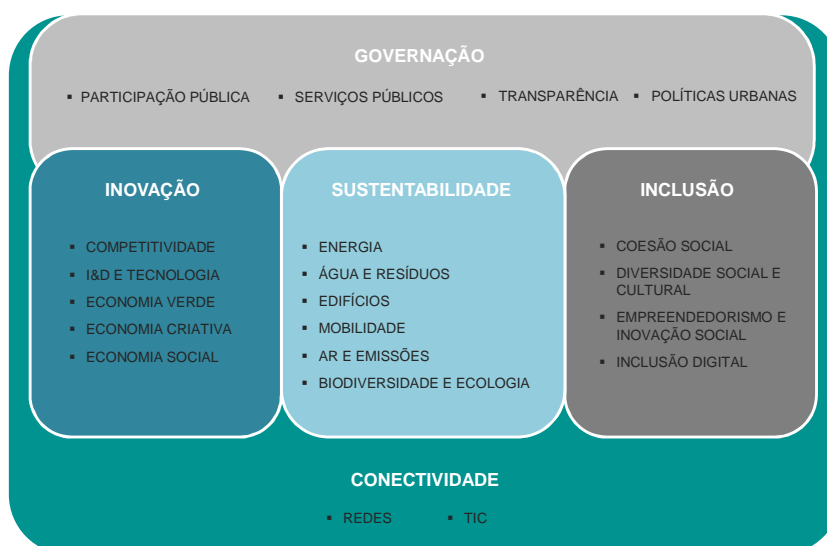 GOVERNAÇÃO
▪ PARTICIPAÇÃO PÚBLICA ▪ SERVIÇOS PÚBLICOS ▪ TRANSPARÊNCIA ▪ POLÍTICAS URBANAS
INOVAÇÃO
▪ COMPETITIVIDADE
▪ I&D E TECNOLOGIA
▪ ECONOMIA VERDE
▪ ECONOMIA CRIATIVA
▪ ECONOMIA SOCIAL
SUSTENTABILIDADE
▪ ENERGIA
▪ ÁGUA E RESÍDUOS
▪ EDIFÍCIOS
▪ MOBILIDADE
▪ AR E EMISSÕES
▪ BIODIVERSIDADE E ECOLOGIA
INCLUSÃO
▪ COESÃO SOCIAL
▪ DIVERSIDADE SOCIAL E
CULTURAL
▪ EMPREENDEDORISMO E
INOVAÇÃO SOCIAL
▪ INCLUSÃO DIGITAL
CONECTIVIDADE
▪ REDES ▪ TIC